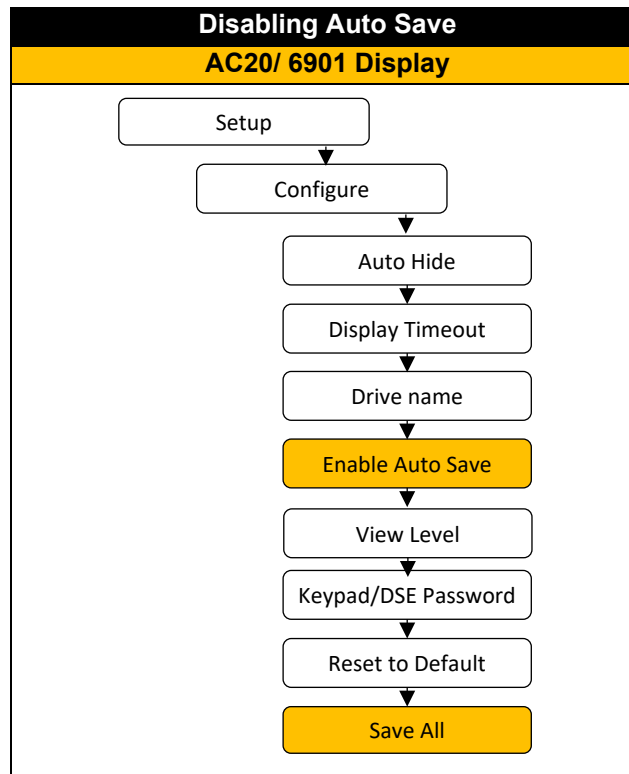 Disabling Auto Save
AC20/ 6901 Display
Setup
Configure
Auto Hide
Display Timeout
Drive name
Enable Auto Save
View Level
Keypad/DSE Password
Reset to Default
Save All